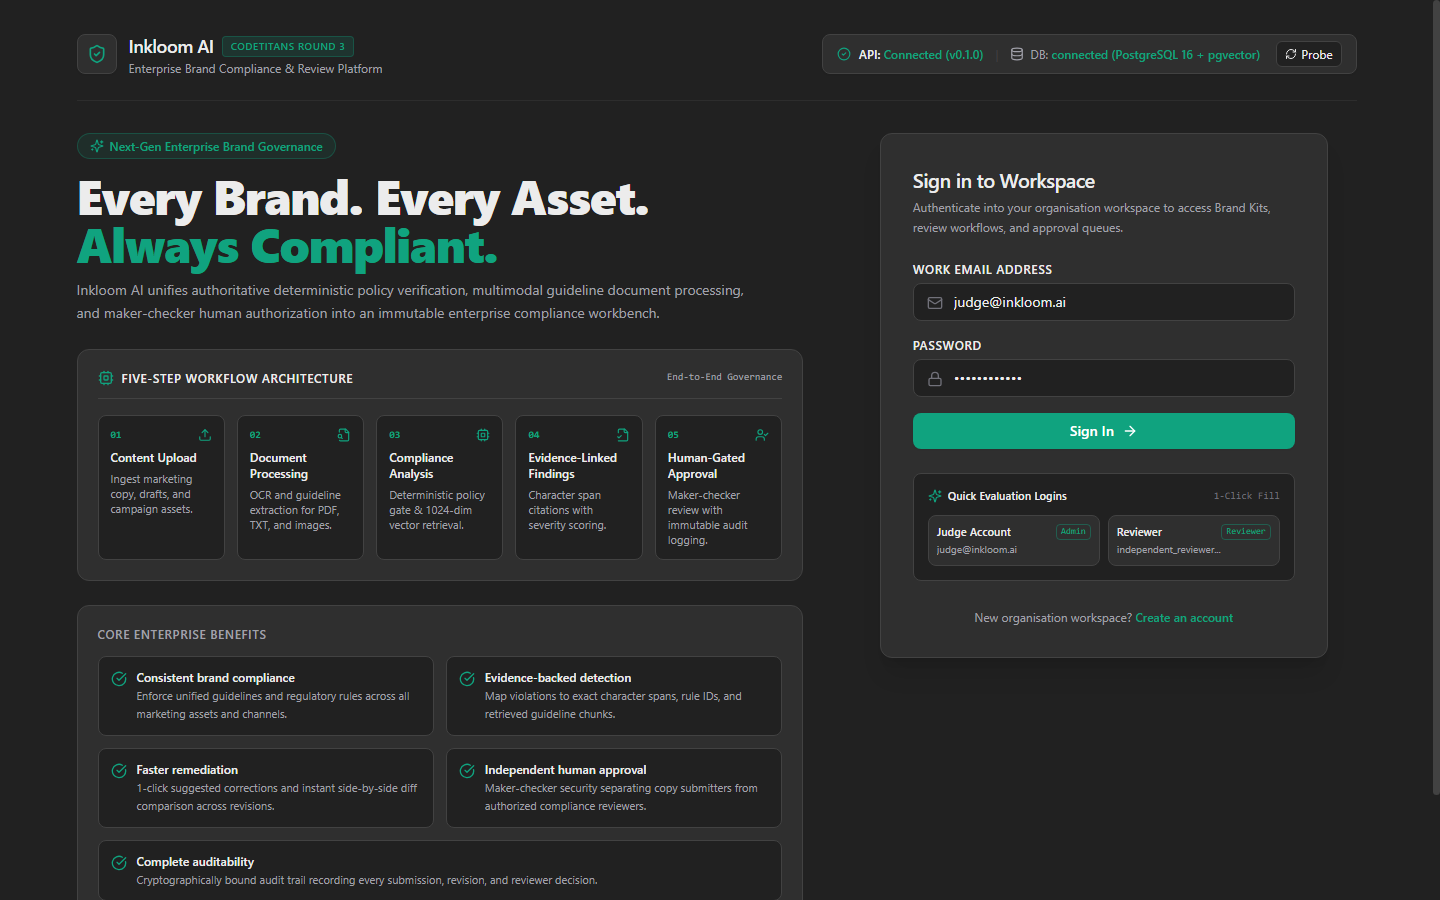 Inkloom AI
CODETITANS ROUND 3
Enterprise Brand Compliance & Review Platform
API: Connected (v0.1.0)
DB: connected (PostgreSQL 16 + pgvector)
Probe
Next-Gen Enterprise Brand Governance
Every Brand. Every Asset.
Always Compliant.
Inkloom AI unifies authoritative deterministic policy verification, multimodal guideline document processing,
and maker-checker human authorization into an immutable enterprise compliance workbench.
FIVE-STEP WORKFLOW ARCHITECTURE
End-to-End Governance
01
Content Upload
Ingest marketing
copy, drafts, and
campaign assets.
02
Document
Processing
OCR and guideline
extraction for PDF,
TXT, and images.
03
Compliance
Analysis
Deterministic policy
gate & 1024-dim
vector retrieval.
04
Evidence-Linked
Findings
Character span
citations with
severity scoring.
05
Human-Gated
Approval
Maker-checker
review with
immutable audit
logging.
CORE ENTERPRISE BENEFITS
Consistent brand compliance
Enforce unified guidelines and regulatory rules across all
marketing assets and channels.
Evidence-backed detection
Map violations to exact character spans, rule IDs, and
retrieved guideline chunks.
Faster remediation
1-click suggested corrections and instant side-by-side diff
comparison across revisions.
Independent human approval
Maker-checker security separating copy submitters from
authorized compliance reviewers.
Complete auditability
Cryptographically bound audit trail recording every submission, revision, and reviewer decision.
Sign in to Workspace
Authenticate into your organisation workspace to access Brand Kits,
review workflows, and approval queues.
WORK EMAIL ADDRESS
judge@inkloom.ai
PASSWORD
••••••••••••
Sign In
Quick Evaluation Logins
1-Click Fill
Judge Account
Admin
judge@inkloom.ai
Reviewer
Reviewer
independent_reviewer...
New organisation workspace? Create an account